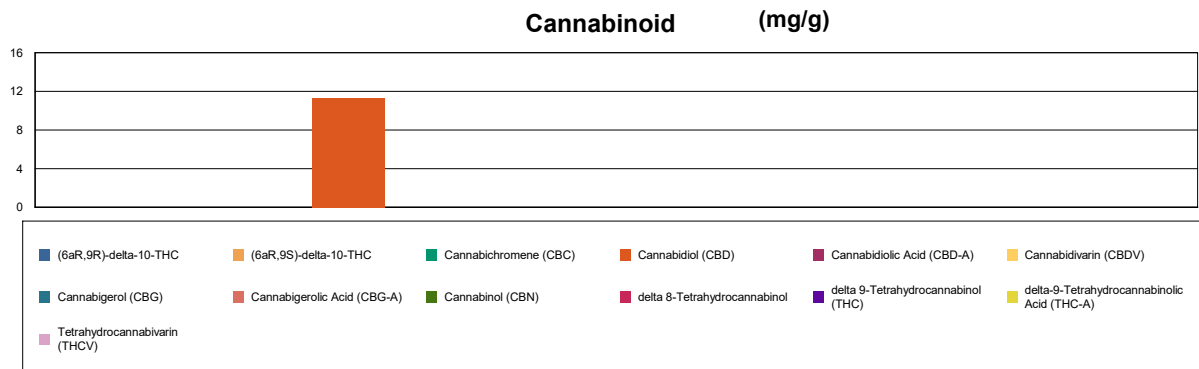 Cannabinoid (mg/g)
16
12
8
4
0
(6aR,9R)-delta-10-THC
(6aR,9S)-delta-10-THC
Cannabichromene (CBC)
Cannabidiol (CBD)
Cannabidiolic Acid (CBD-A)
Cannabidivarin (CBDV)
Cannabigerol (CBG)
Cannabigerolic Acid (CBG-A)
Cannabinol (CBN)
delta 8-Tetrahydrocannabinol
delta 9-Tetrahydrocannabinol
(THC)
delta-9-Tetrahydrocannabinolic
Acid (THC-A)
Tetrahydrocannabivarin
(THCV)